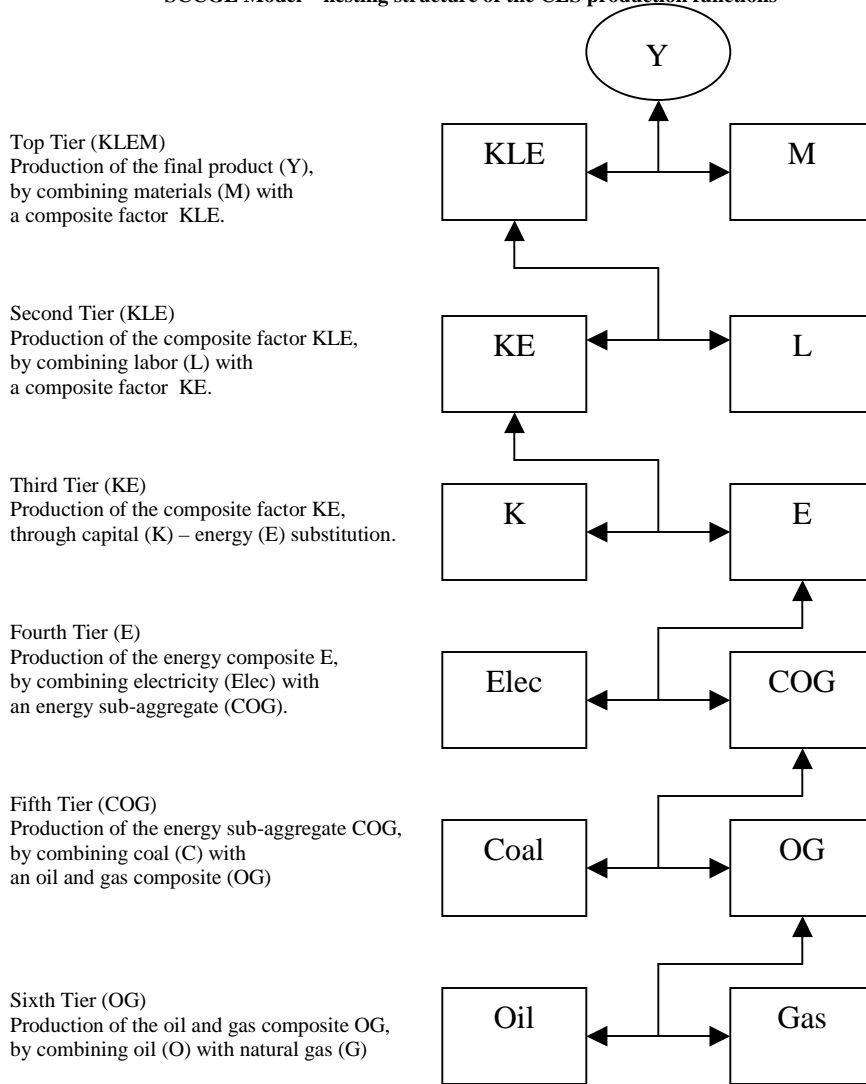 SCCGE Model – nesting structure of the CES production functions
Y
Top Tier (KLEM)
Production of the final product (Y),
by combining materials (M) with
a composite factor KLE.
KLE
M
Second Tier (KLE)
Production of the composite factor KLE,
by combining labor (L) with
a composite factor KE.
KE
L
Third Tier (KE)
Production of the composite factor KE,
through capital (K) – energy (E) substitution.
K
E
Fourth Tier (E)
Production of the energy composite E,
by combining electricity (Elec) with
an energy sub-aggregate (COG).
Elec
COG
Fifth Tier (COG)
Production of the energy sub-aggregate COG,
by combining coal (C) with
an oil and gas composite (OG)
Coal
OG
Sixth Tier (OG)
Production of the oil and gas composite OG,
by combining oil (O) with natural gas (G)
Oil
Gas